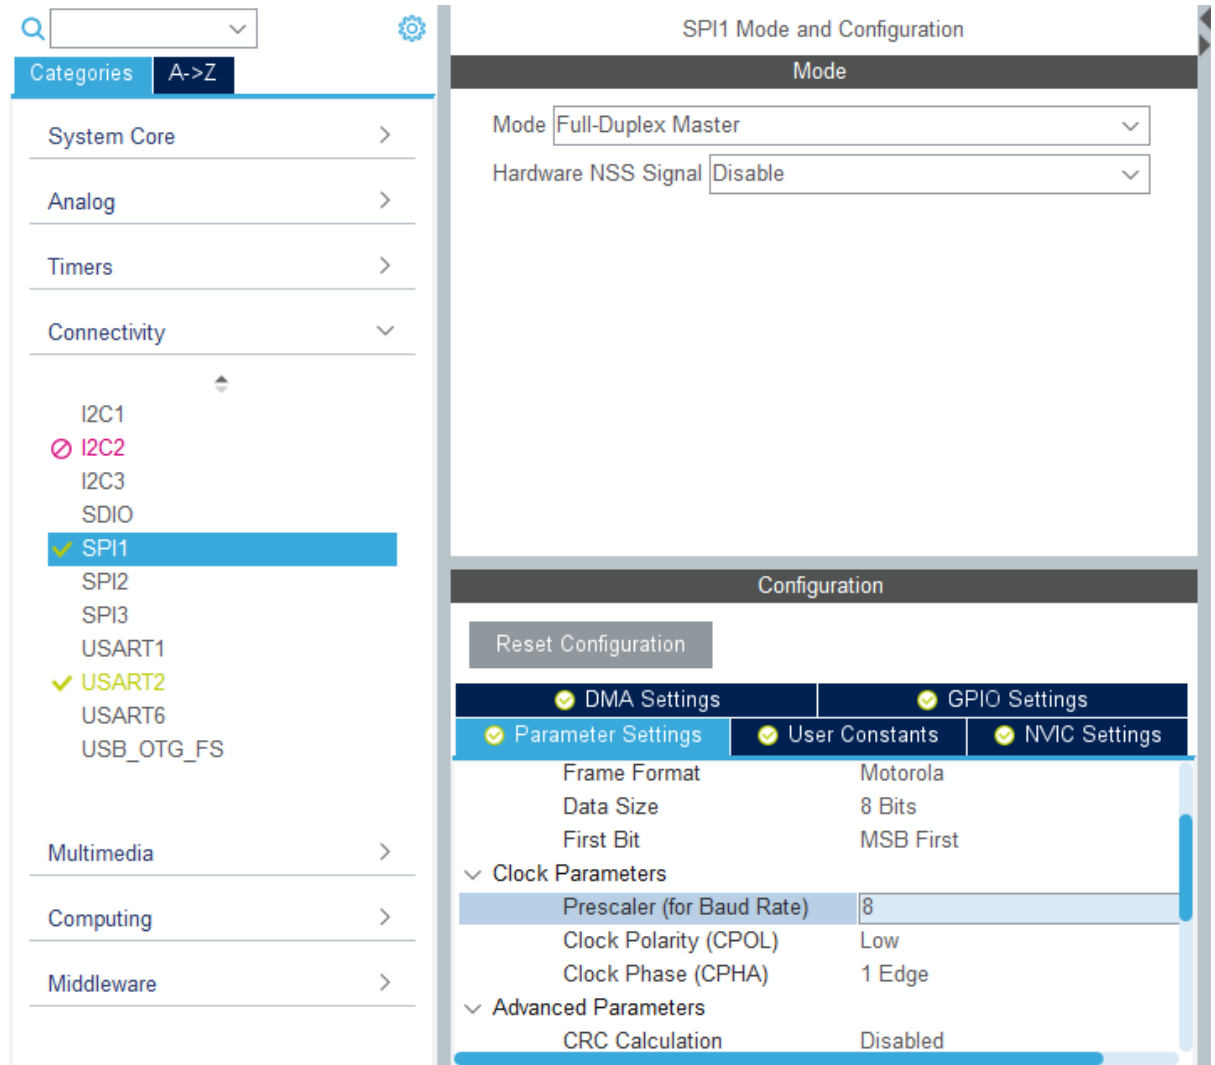 Categories A->Z
System Core
Analog
Timers
Connectivity
I2C1
I2C2
I2C3
SDIO
SPI1
SPI2
SPI3
USART1
USART2
USART6
USB_OTG_FS
Multimedia
Computing
Middleware
SPI1 Mode and Configuration
Mode
Mode Full-Duplex Master
Hardware NSS Signal Disable
Configuration
Reset Configuration
DMA Settings GPIO Settings
Parameter Settings User Constants NVIC Settings
Frame Format Motorola
Data Size 8 Bits
First Bit MSB First
Clock Parameters
Prescaler (for Baud Rate) 8
Clock Polarity (CPOL) Low
Clock Phase (CPHA) 1 Edge
Advanced Parameters
CRC Calculation Disabled